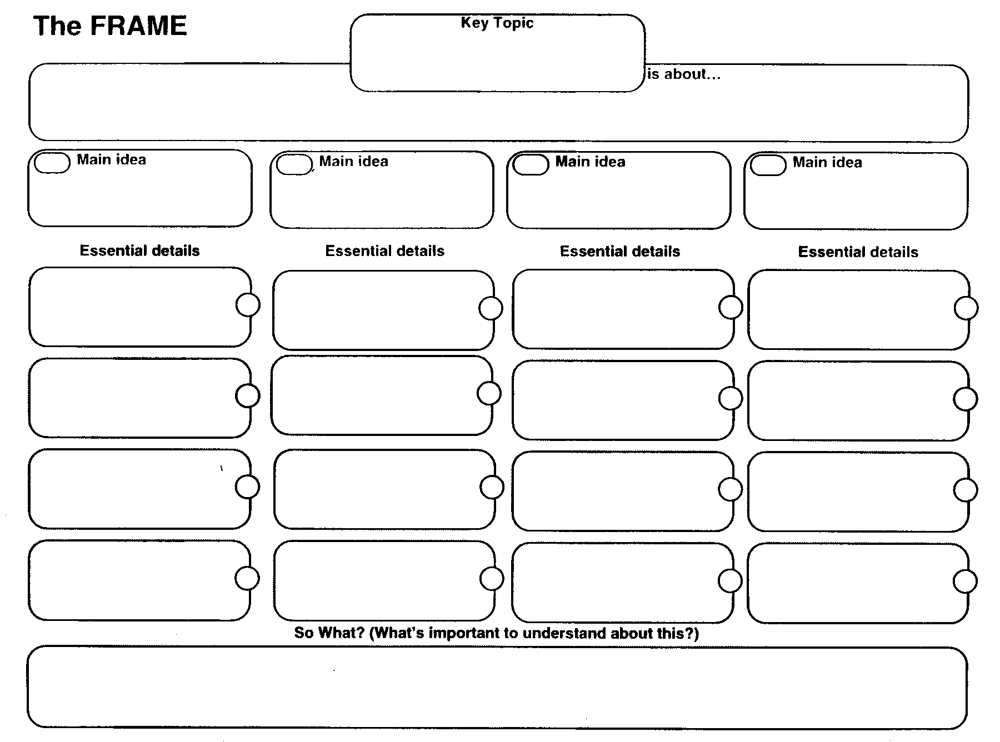 The FRAME
Key Topic
is about...
Main idea
Main idea
Main idea
Main idea
Essential details
Essential details
Essential details
Essential details
So What? (What's important to understand about this?)